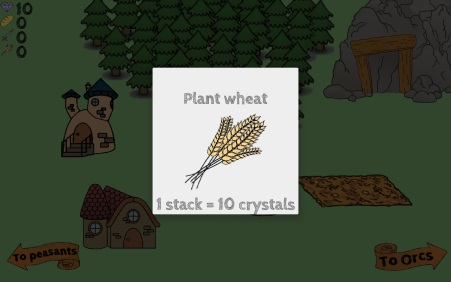 10
0
0
0
Plant wheat
1 stack = 10 crystals
To peasants
To Orcs